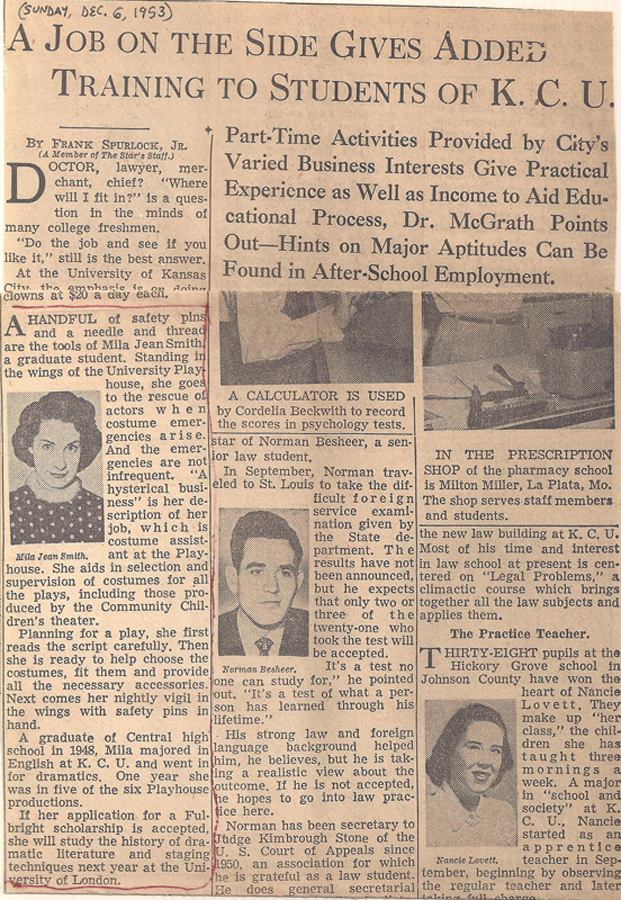 (SUNDAY, DEC. 6, 1953)
A JOB ON THE SIDE GIVES ADDED
TRAINING TO STUDENTS OF K. C. U.
BY FRANK SPURLOCK, JR.
(A Member of The Star's Staff.)
DOCTOR, lawyer, mer-
chant, chief? "Where
will I fit in?" is a ques-
tion in the minds of
many college freshmen.
"Do the job and see if you
like it," still is the best answer.
At the University of Kansas
City the emphasis is on doing
Part-Time Activities Provided by City's
Varied Business Interests Give Practical
Experience as Well as Income to Aid Edu-
cational Process, Dr. McGrath Points
Out—Hints on Major Aptitudes Can Be
Found in After-School Employment.
clowns at $20 a day each.
A HANDFUL of safety pins
and a needle and thread
are the tools of Mila Jean Smith,
a graduate student. Standing in
the wings of the University Play-
house, she goes
to the rescue of
actors when
costume emer-
gencies arise.
And the emer-
gencies are not
infrequent. "A
hysterical busi-
ness" is her de-
scription of her
job, which is
costume assist-
ant at the Play-
Mila Jean Smith.
house. She aids in selection and
supervision of costumes for all
the plays, including those pro-
duced by the Community Chil-
dren's theater.
Planning for a play, she first
reads the script carefully. Then
she is ready to help choose the
costumes, fit them and provide
all the necessary accessories.
Next comes her nightly vigil in
the wings with safety pins in
hand.
A graduate of Central high
school in 1948, Mila majored in
English at K. C. U. and went in
for dramatics. One year she
was in five of the six Playhouse
productions.
If her application for a Ful-
bright scholarship is accepted,
she will study the history of dra-
matic literature and staging
techniques next year at the Uni-
versity of London.
A CALCULATOR IS USED
by Cordelia Beckwith to record
the scores in psychology tests.
star of Norman Besheer, a sen-
ior law student.
In September, Norman trav-
eled to St. Louis to take the dif-
ficult foreign
service exami-
nation given by
the State de-
partment. The
results have not
been announced,
but he expects
that only two or
three of the
twenty-one who
took the test will
be accepted.
Norman Besheer.
"It's a test no
one can study for," he pointed
out. "It's a test of what a per-
son has learned through his
lifetime."
His strong law and foreign
language background helped
him, he believes, but he is tak-
ing a realistic view about the
outcome. If he is not accepted,
he hopes to go into law prac-
tice here.
Norman has been secretary to
Judge Kimbrough Stone of the
U. S. Court of Appeals since
1950, an association for which
he is grateful as a law student.
He does general secretarial
IN THE PRESCRIPTION
SHOP of the pharmacy school
is Milton Miller, La Plata, Mo.
The shop serves staff members
and students.
the new law building at K. C. U.
Most of his time and interest
in law school at present is cen-
tered on "Legal Problems," a
climactic course which brings
together all the law subjects and
applies them.
The Practice Teacher.
THIRTY-EIGHT pupils at the
Hickory Grove school in
Johnson County have won the
heart of Nancie
Lovett. They
make up "her
class," the chil-
dren she has
taught three
mornings a
week. A major
in "school and
society" at K.
C. U., Nancie
started as an
apprentice
teacher in Sep-
Nancie Lovett.
tember, beginning by observing
the regular teacher and later
taking full charge